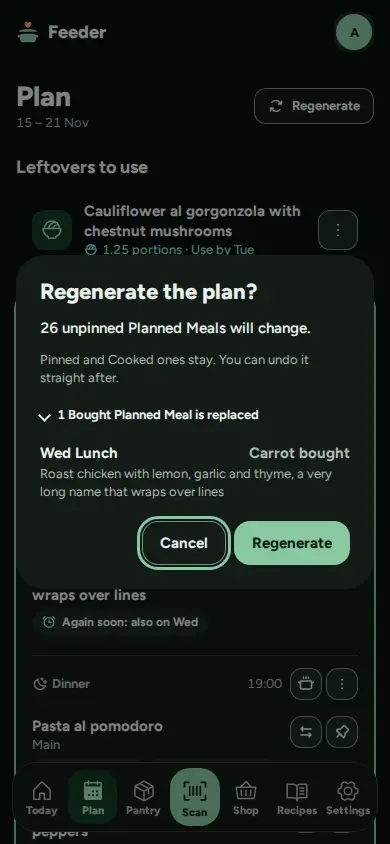 Feeder
A
Plan
15 – 21 Nov
Regenerate
Leftovers to use
Cauliflower al gorgonzola with
chestnut mushrooms
1.25 portions · Use by Tue
Regenerate the plan?
26 unpinned Planned Meals will change.
Pinned and Cooked ones stay. You can undo it
straight after.
1 Bought Planned Meal is replaced
Wed Lunch
Carrot bought
Roast chicken with lemon, garlic and thyme, a very
long name that wraps over lines
Cancel
Regenerate
wraps over lines
Again soon: also on Wed
Dinner
19:00
Pasta al pomodoro
Main
Today
Plan
Pantry
Scan
Shop
Recipes
Settings
peppers